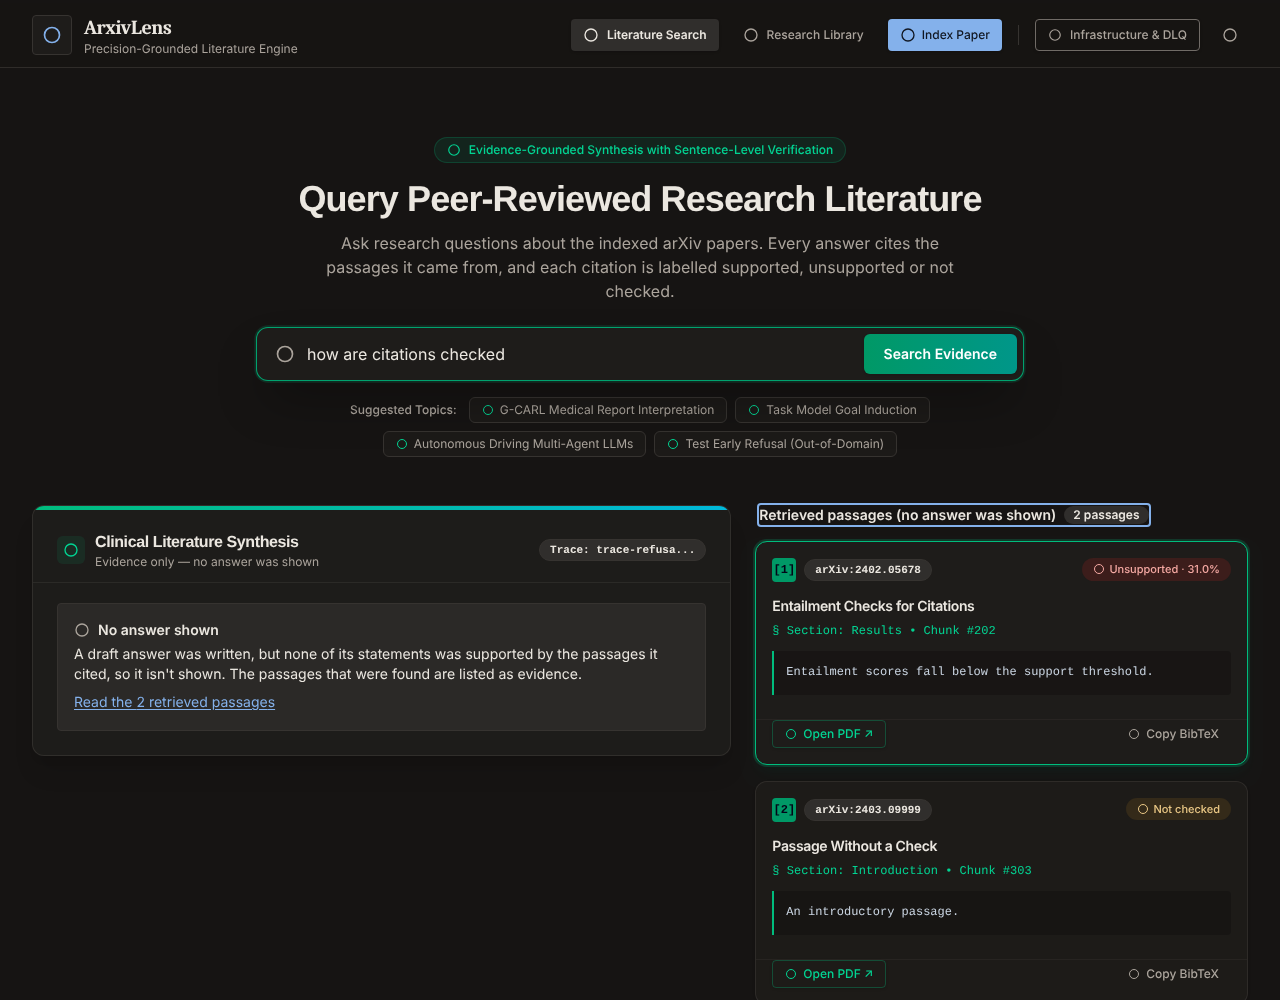 ArxivLens
Precision-Grounded Literature Engine
Literature Search
Research Library
Index Paper
Infrastructure & DLQ
Evidence-Grounded Synthesis with Sentence-Level Verification
Query Peer-Reviewed Research Literature
Ask research questions about the indexed arXiv papers. Every answer cites the
passages it came from, and each citation is labelled supported, unsupported or not
checked.
how are citations checked
Search Evidence
Suggested Topics:
G-CARL Medical Report Interpretation
Task Model Goal Induction
Autonomous Driving Multi-Agent LLMs
Test Early Refusal (Out-of-Domain)
Clinical Literature Synthesis
Evidence only — no answer was shown
Trace: trace-refusa...
No answer shown
A draft answer was written, but none of its statements was supported by the passages it
cited, so it isn't shown. The passages that were found are listed as evidence.
Read the 2 retrieved passages
Retrieved passages (no answer was shown) 2 passages
[1] arXiv:2402.05678 Unsupported · 31.0%
Entailment Checks for Citations
§ Section: Results • Chunk #202
Entailment scores fall below the support threshold.
Open PDF ↗ Copy BibTeX
[2] arXiv:2403.09999 Not checked
Passage Without a Check
§ Section: Introduction • Chunk #303
An introductory passage.
Open PDF ↗ Copy BibTeX